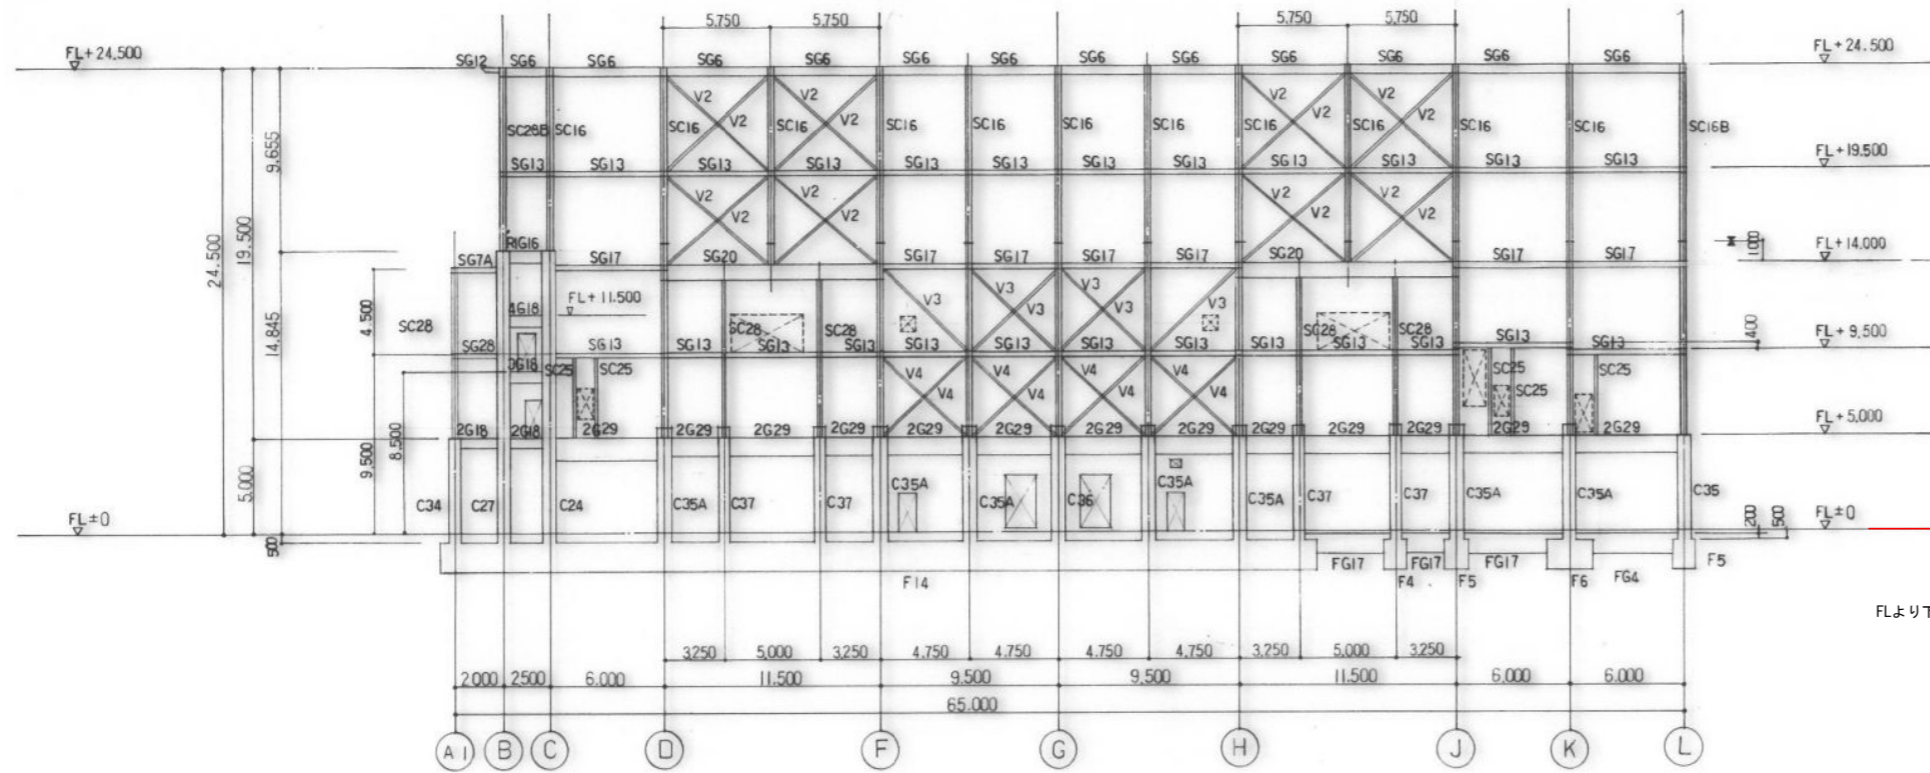 5,750 5,750 5,750 5,750
FL+24,500 SG12 SG6 SG6 SG6 SG6 SG6 SG6 SG6 SG6 SG6 SG6 SG6 SG6 FL+24.500
V2 V2 V2 V2
V2 V2 V2 V2
SC16 SC16 SC16 SC16 SC16 SC16 SC16 SC16 SC16 SC16 SC16 SC16 SC16B
9.655
SG13 SG13 SG13 SG13 SG13 SG13 SG13 SG13 SG13 SG13 SG13 SG13 FL+19.500
V2 V2 V2 V2
V2 V2 V2 V2
24.500 19,500
RG16
SG7A SG17 SG20 SG17 SG17 SG17 SG17 SG20 SG17 SG17 FL+14.000
1.000
4G18 FL+11.500 V3 V3 V3 V3
V3 V3
4.500 14.845
SC28 SC28 SC28 SC28 SC28 400 FL+9,500
SG28 SG13 SG13 SG13 SG13 SG13 SG13 SG13 SG13 SG13 SG13 SG13 SG13 SG13
3G18 SC25 SC25 V4 V4 V4 V4 SC25 SC25
V4 V4 V4 V4 SC25
2G18 2G18 2G29 2G29 2G29 2G29 2G29 2G29 2G29 2G29 2G29 2G29 2G29 2G29 2G29 FL+5,000
9.500 8.500
5.000
C34 C27 C24 C35A C37 C37 C35A C35A C36 C35A C35A C37 C37 C35A C35A C35
FL±0 FL±0
500 200 500
F14 FG17 F4 FG17 F5 FG17 F6 FG4 F5
FLより下
3.250 5,000 3.250 4.750 4.750 4.750 4.750 3.250 5.000 3.250
2.000 2.500 6.000 11.500 9.500 9.500 11.500 6,000 6.000
65.000
A1 B C D F G H J K L